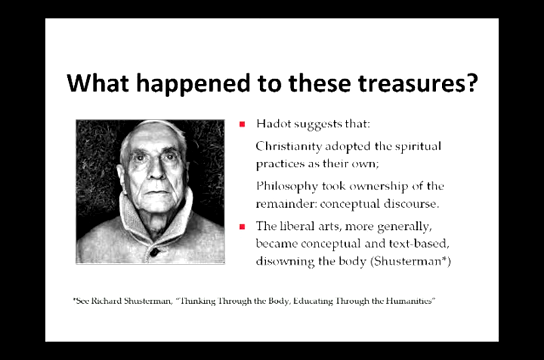 What happened to these treasures?
Hadot suggests that:
Christianity adopted the spiritual
practices as their own;
Philosophy took ownership of the
remainder: conceptual discourse.
The liberal arts, more generally,
became conceptual and text-based,
disowning the body (Shusterman*)
*See Richard Shusterman, "Thinking Through the Body, Educating Through the Humanities"